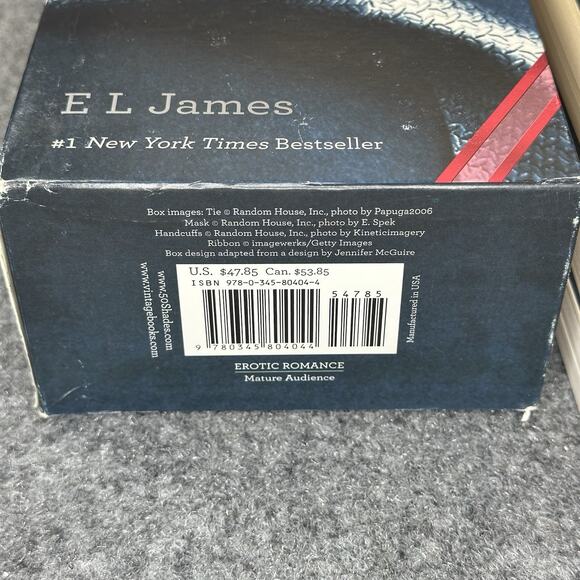 E L James
#1 New York Times Bestseller
Box images: Tie © Random House, Inc., photo by Papuga2006
Mask © Random House, Inc., photo by E. Spek
Handcuffs © Random House, Inc., photo by Kineticimagery
Ribbon © imagewerks/Getty Images
Box design adapted from a design by Jennifer McGuire
www.50Shades.com
www.vintagebooks.com
U.S. $47.85 Can. $53.85
ISBN 978-0-345-80404-4
54785
9 780345 804044
Manufactured in USA
EROTIC ROMANCE
Mature Audience